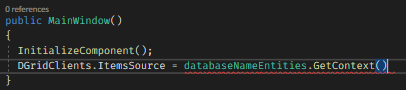 0 references
public MainWindow()
{
InitializeComponent();
DGridClients.ItemsSource = databaseNameEntities.GetContext()
}